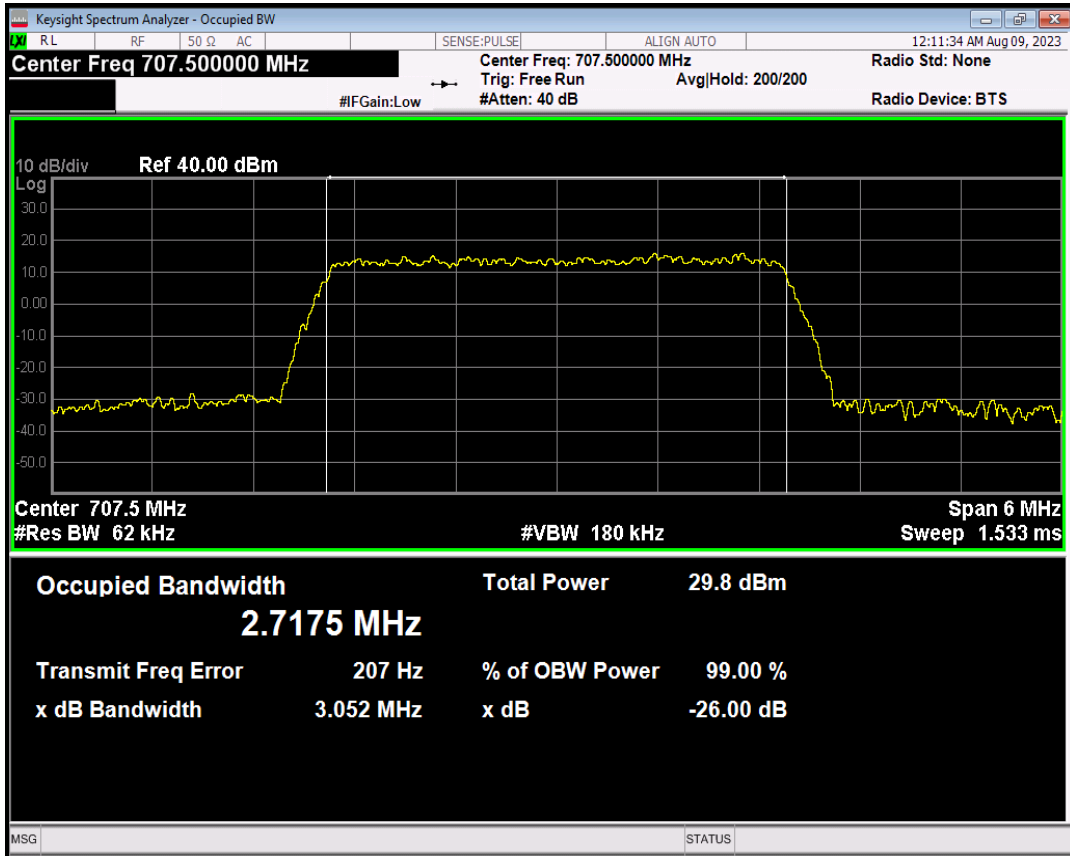 Keysight Spectrum Analyzer - Occupied BW
LXI RL RF 50 Ω AC SENSE:PULSE ALIGN AUTO 12:11:34 AM Aug 09, 2023
Center Freq 707.500000 MHz Center Freq: 707.500000 MHz Radio Std: None
Trig: Free Run Avg|Hold: 200/200
#IFGain:Low #Atten: 40 dB Radio Device: BTS
10 dB/div Ref 40.00 dBm
Log
30.0
20.0
10.0
0.00
-10.0
-20.0
-30.0
-40.0
-50.0
Center 707.5 MHz Span 6 MHz
#Res BW 62 kHz #VBW 180 kHz Sweep 1.533 ms
Occupied Bandwidth Total Power 29.8 dBm
2.7175 MHz
Transmit Freq Error 207 Hz % of OBW Power 99.00 %
x dB Bandwidth 3.052 MHz x dB -26.00 dB
MSG STATUS